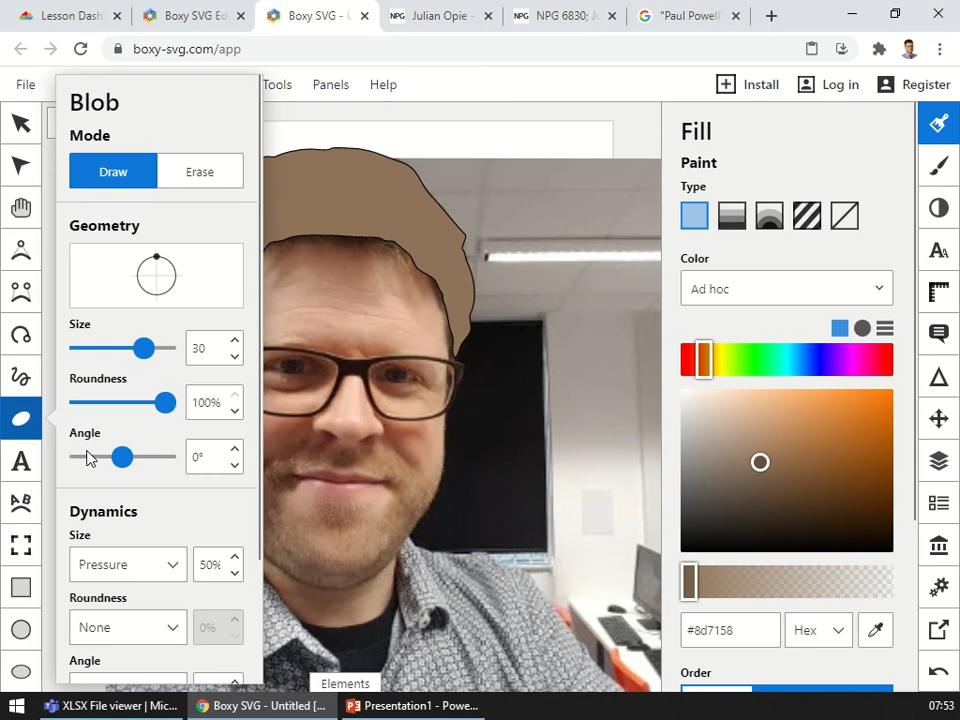 Lesson Dash
Boxy SVG Ed
Boxy SVG - U
Julian Opie -
NPG 6830; Ju
"Paul Powell"
boxy-svg.com/app
File
Tools
Panels
Help
Install
Log in
Register
Blob
Mode
Draw
Erase
Geometry
Size
30
Roundness
100%
Angle
0°
Dynamics
Size
Pressure
50%
Roundness
None
0%
Angle
Elements
Fill
Paint
Type
Color
Ad hoc
#8d7158
Hex
Order
XLSX File viewer | Mic...
Boxy SVG - Untitled [...
Presentation1 - Powe...
07:53